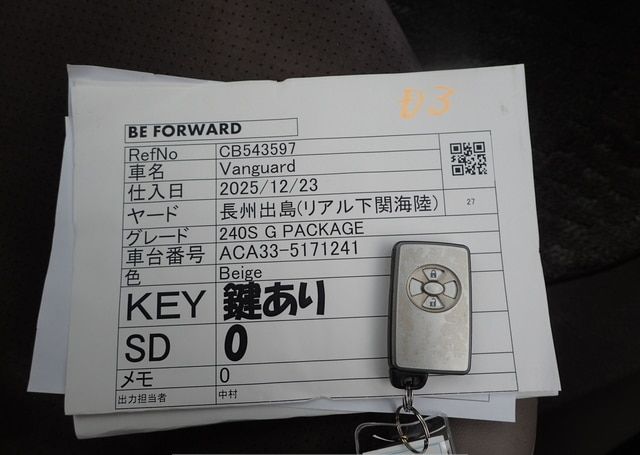 も3
BE FORWARD
RefNo CB543597
車名 Vanguard
仕入日 2025/12/23
ヤード 長州出島(リアル下関海陸) 27
グレード 240S G PACKAGE
車台番号 ACA33-5171241
色 Beige
KEY 鍵あり
SD 0
メモ 0
出力担当者 中村